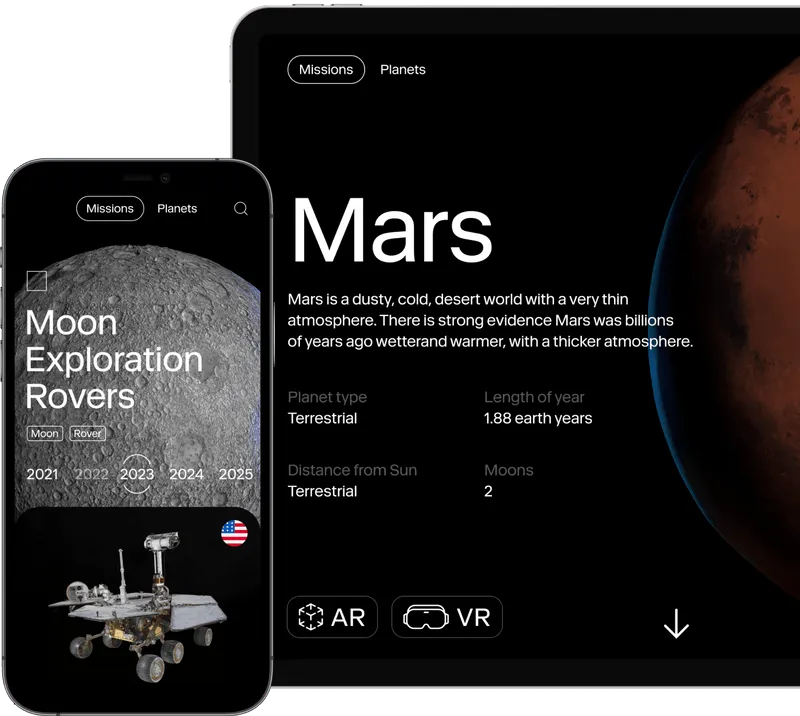 Missions Planets
Mars
Mars is a dusty, cold, desert world with a very thin
atmosphere. There is strong evidence Mars was billions
of years ago wetterand warmer, with a thicker atmosphere.
Planet type Length of year
Terrestrial 1.88 earth years
Distance from Sun Moons
Terrestrial 2
AR VR
Missions Planets
Moon
Exploration
Rovers
Moon Rover
2021 2022 2023 2024 2025